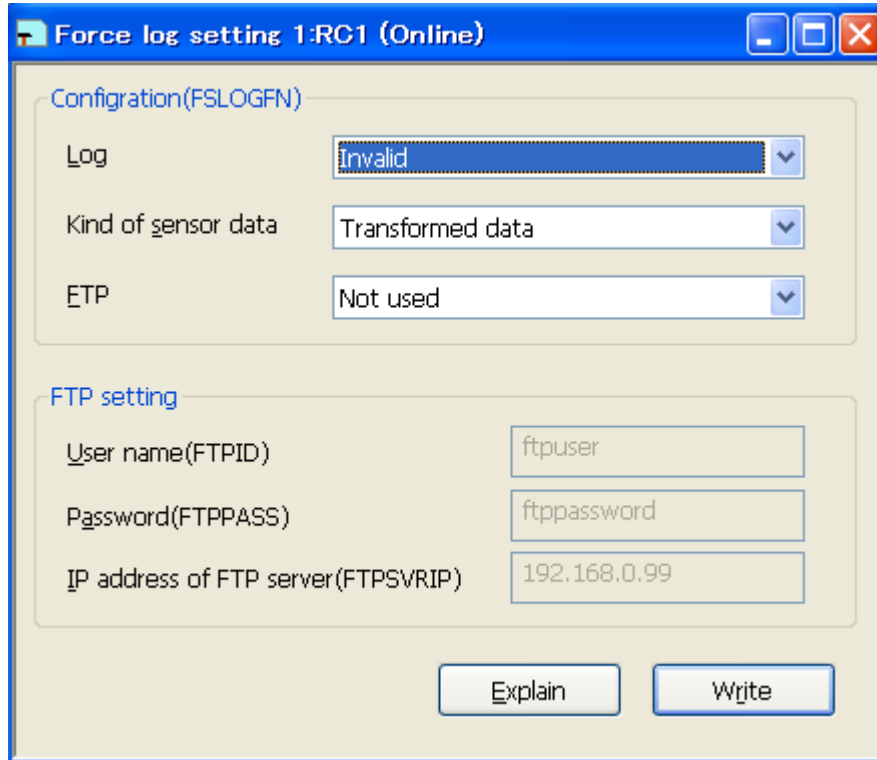 Force log setting 1:RC1 (Online)
Configration(FSLOGFN)
Log Invalid
Kind of sensor data Transformed data
FTP Not used
FTP setting
User name(FTPID) ftpuser
Password(FTPPASS) ftppassword
IP address of FTP server(FTPSVRIP) 192.168.0.99
Explain Write